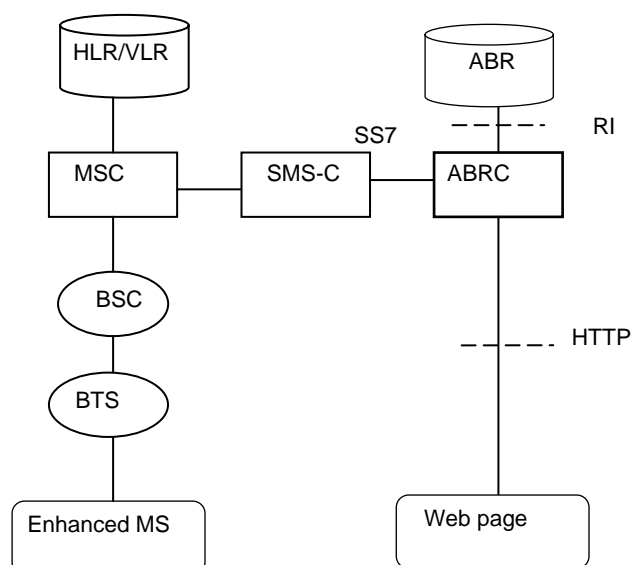 HLR/VLR
ABR
RI
SS7
MSC
SMS-C
ABRC
BSC
HTTP
BTS
Enhanced MS
Web page